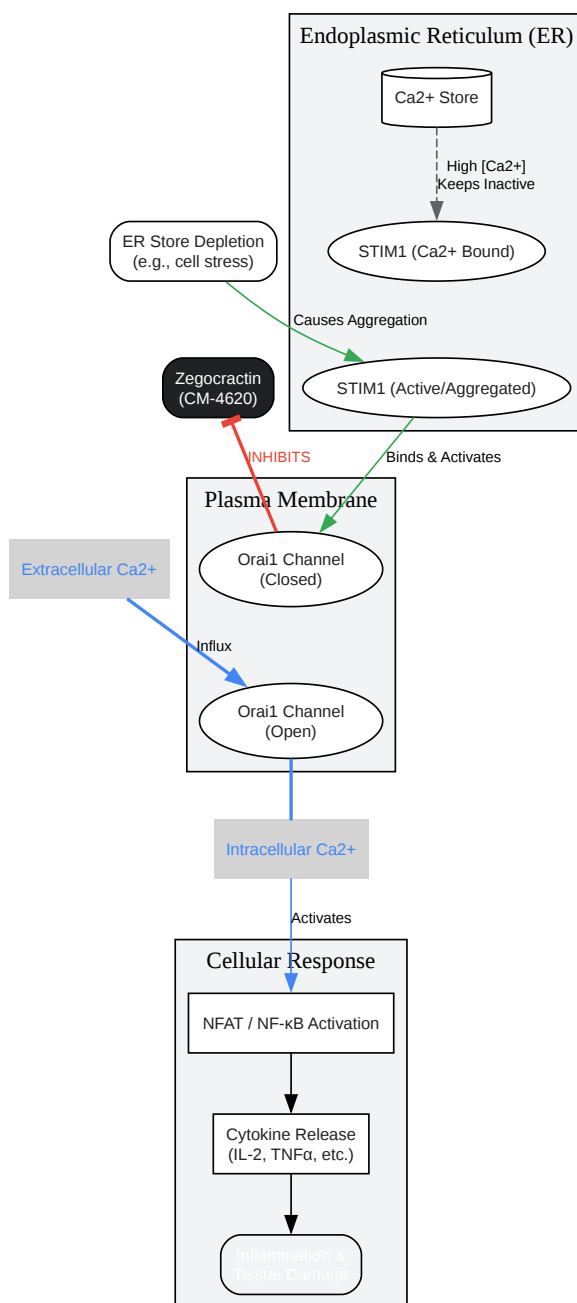 Endoplasmic Reticulum (ER)
Ca2+ Store
High [Ca2+]
Keeps Inactive
ER Store Depletion
(e.g., cell stress)
STIM1 (Ca2+ Bound)
Causes Aggregation
Zegocractin
(CM-4620)
STIM1 (Active/Aggregated)
INHIBITS
Binds & Activates
Plasma Membrane
Orai1 Channel
(Closed)
Extracellular Ca2+
Influx
Orai1 Channel
(Open)
Intracellular Ca2+
Activates
Cellular Response
NFAT / NF-κB Activation
Cytokine Release
(IL-2, TNFα, etc.)
Inflammation &
Tissue Damage